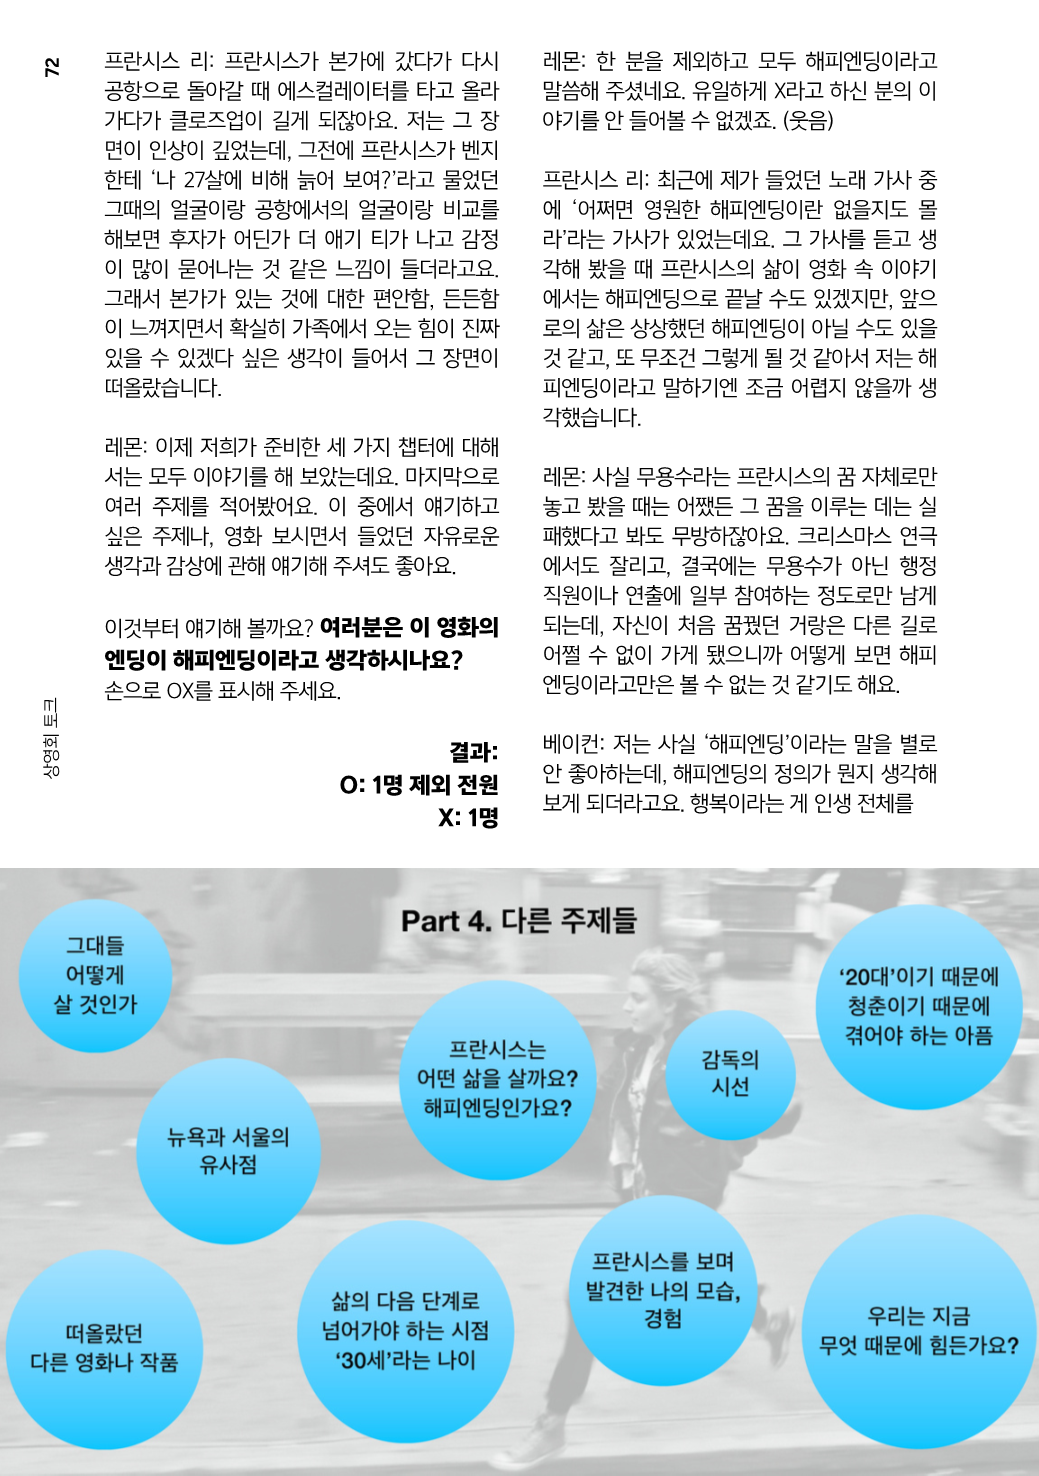 72
프란시스 리: 프란시스가 본가에 갔다가 다시
공항으로 돌아갈 때 에스컬레이터를 타고 올라
가다가 클로즈업이 길게 되잖아요. 저는 그 장
면이 인상이 깊었는데, 그전에 프란시스가 벤지
한테 ‘나 27살에 비해 늙어 보여?’라고 물었던
그때의 얼굴이랑 공항에서의 얼굴이랑 비교를
해보면 후자가 어딘가 더 애기 티가 나고 감정
이 많이 묻어나는 것 같은 느낌이 들더라고요.
그래서 본가가 있는 것에 대한 편안함, 든든함
이 느껴지면서 확실히 가족에서 오는 힘이 진짜
있을 수 있겠다 싶은 생각이 들어서 그 장면이
떠올랐습니다.
레몬: 이제 저희가 준비한 세 가지 챕터에 대해
서는 모두 이야기를 해 보았는데요. 마지막으로
여러 주제를 적어봤어요. 이 중에서 얘기하고
싶은 주제나, 영화 보시면서 들었던 자유로운
생각과 감상에 관해 얘기해 주셔도 좋아요.
이것부터 얘기해 볼까요? 여러분은 이 영화의
엔딩이 해피엔딩이라고 생각하시나요?
손으로 OX를 표시해 주세요.
결과:
O: 1명 제외 전원
X: 1명
상영회 토크
레몬: 한 분을 제외하고 모두 해피엔딩이라고
말씀해 주셨네요. 유일하게 X라고 하신 분의 이
야기를 안 들어볼 수 없겠죠. (웃음)
프란시스 리: 최근에 제가 들었던 노래 가사 중
에 ‘어쩌면 영원한 해피엔딩이란 없을지도 몰
라’라는 가사가 있었는데요. 그 가사를 듣고 생
각해 봤을 때 프란시스의 삶이 영화 속 이야기
에서는 해피엔딩으로 끝날 수도 있겠지만, 앞으
로의 삶은 상상했던 해피엔딩이 아닐 수도 있을
것 같고, 또 무조건 그렇게 될 것 같아서 저는 해
피엔딩이라고 말하기엔 조금 어렵지 않을까 생
각했습니다.
레몬: 사실 무용수라는 프란시스의 꿈 자체로만
놓고 봤을 때는 어쨌든 그 꿈을 이루는 데는 실
패했다고 봐도 무방하잖아요. 크리스마스 연극
에서도 잘리고, 결국에는 무용수가 아닌 행정
직원이나 연출에 일부 참여하는 정도로만 남게
되는데, 자신이 처음 꿈꿨던 거랑은 다른 길로
어쩔 수 없이 가게 됐으니까 어떻게 보면 해피
엔딩이라고만은 볼 수 없는 것 같기도 해요.
베이컨: 저는 사실 ‘해피엔딩’이라는 말을 별로
안 좋아하는데, 해피엔딩의 정의가 뭔지 생각해
보게 되더라고요. 행복이라는 게 인생 전체를
Part 4. 다른 주제들
그대들
어떻게
살 것인가
‘20대’이기 때문에
청춘이기 때문에
겪어야 하는 아픔
프란시스는
어떤 삶을 살까요?
해피엔딩인가요?
감독의
시선
뉴욕과 서울의
유사점
프란시스를 보며
발견한 나의 모습,
경험
삶의 다음 단계로
넘어가야 하는 시점
‘30세’라는 나이
우리는 지금
무엇 때문에 힘든가요?
떠올랐던
다른 영화나 작품